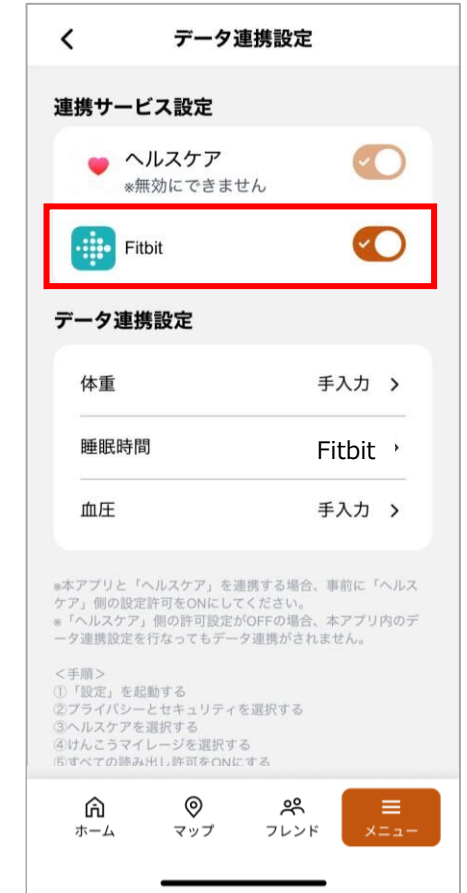 データ連携設定
連携サービス設定
ヘルスケア
※無効にできません
Fitbit
データ連携設定
体重 手入力
睡眠時間 Fitbit
血圧 手入力
※本アプリと「ヘルスケア」を連携する場合、事前に「ヘルス
ケア」側の設定許可をONにしてください。
※「ヘルスケア」側の許可設定がOFFの場合、本アプリ内のデ
ータ連携設定を行なってもデータ連携がされません。
<手順>
①「設定」を起動する
②プライバシーとセキュリティを選択する
③ヘルスケアを選択する
④けんこうマイレージを選択する
⑤すべての読み出し許可をONにする
ホーム マップ フレンド メニュー